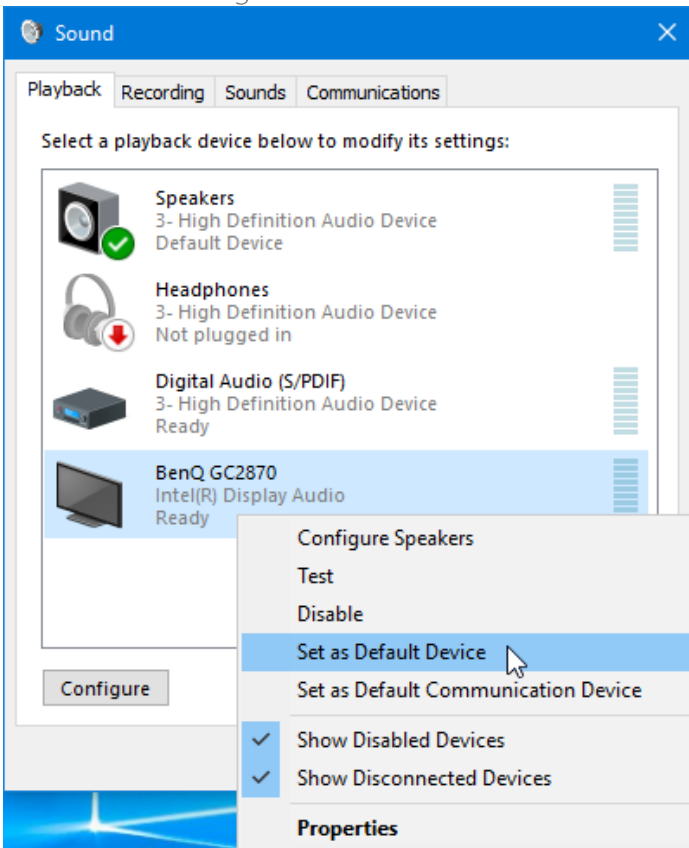 Sound
Playback Recording Sounds Communications
Select a playback device below to modify its settings:
Speakers
3- High Definition Audio Device
Default Device
Headphones
3- High Definition Audio Device
Not plugged in
Digital Audio (S/PDIF)
3- High Definition Audio Device
Ready
BenQ GC2870
Intel(R) Display Audio
Ready
Configure Speakers
Test
Disable
Set as Default Device
Set as Default Communication Device
Show Disabled Devices
Show Disconnected Devices
Properties
Configure